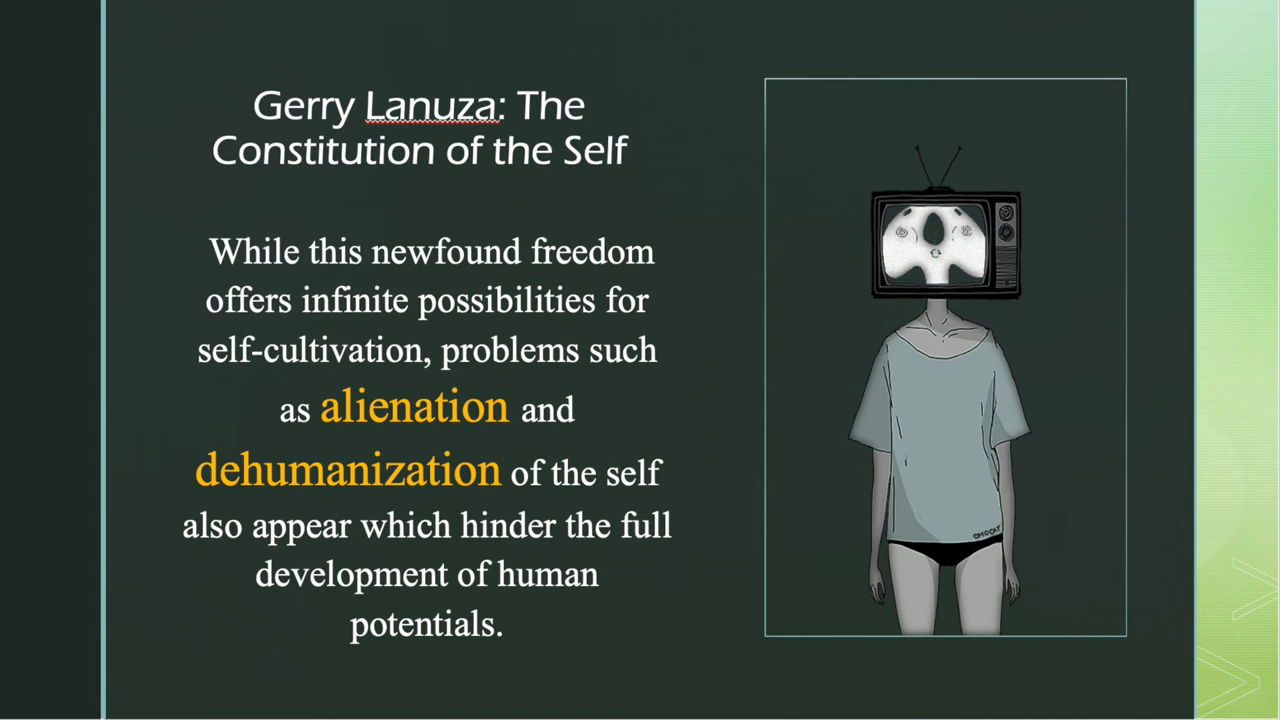 Gerry Lanuza: The
Constitution of the Self
While this newfound freedom
offers infinite possibilities for
self-cultivation, problems such
as alienation and
dehumanization of the self
also appear which hinder the full
development of human
potentials.
OMOCAT